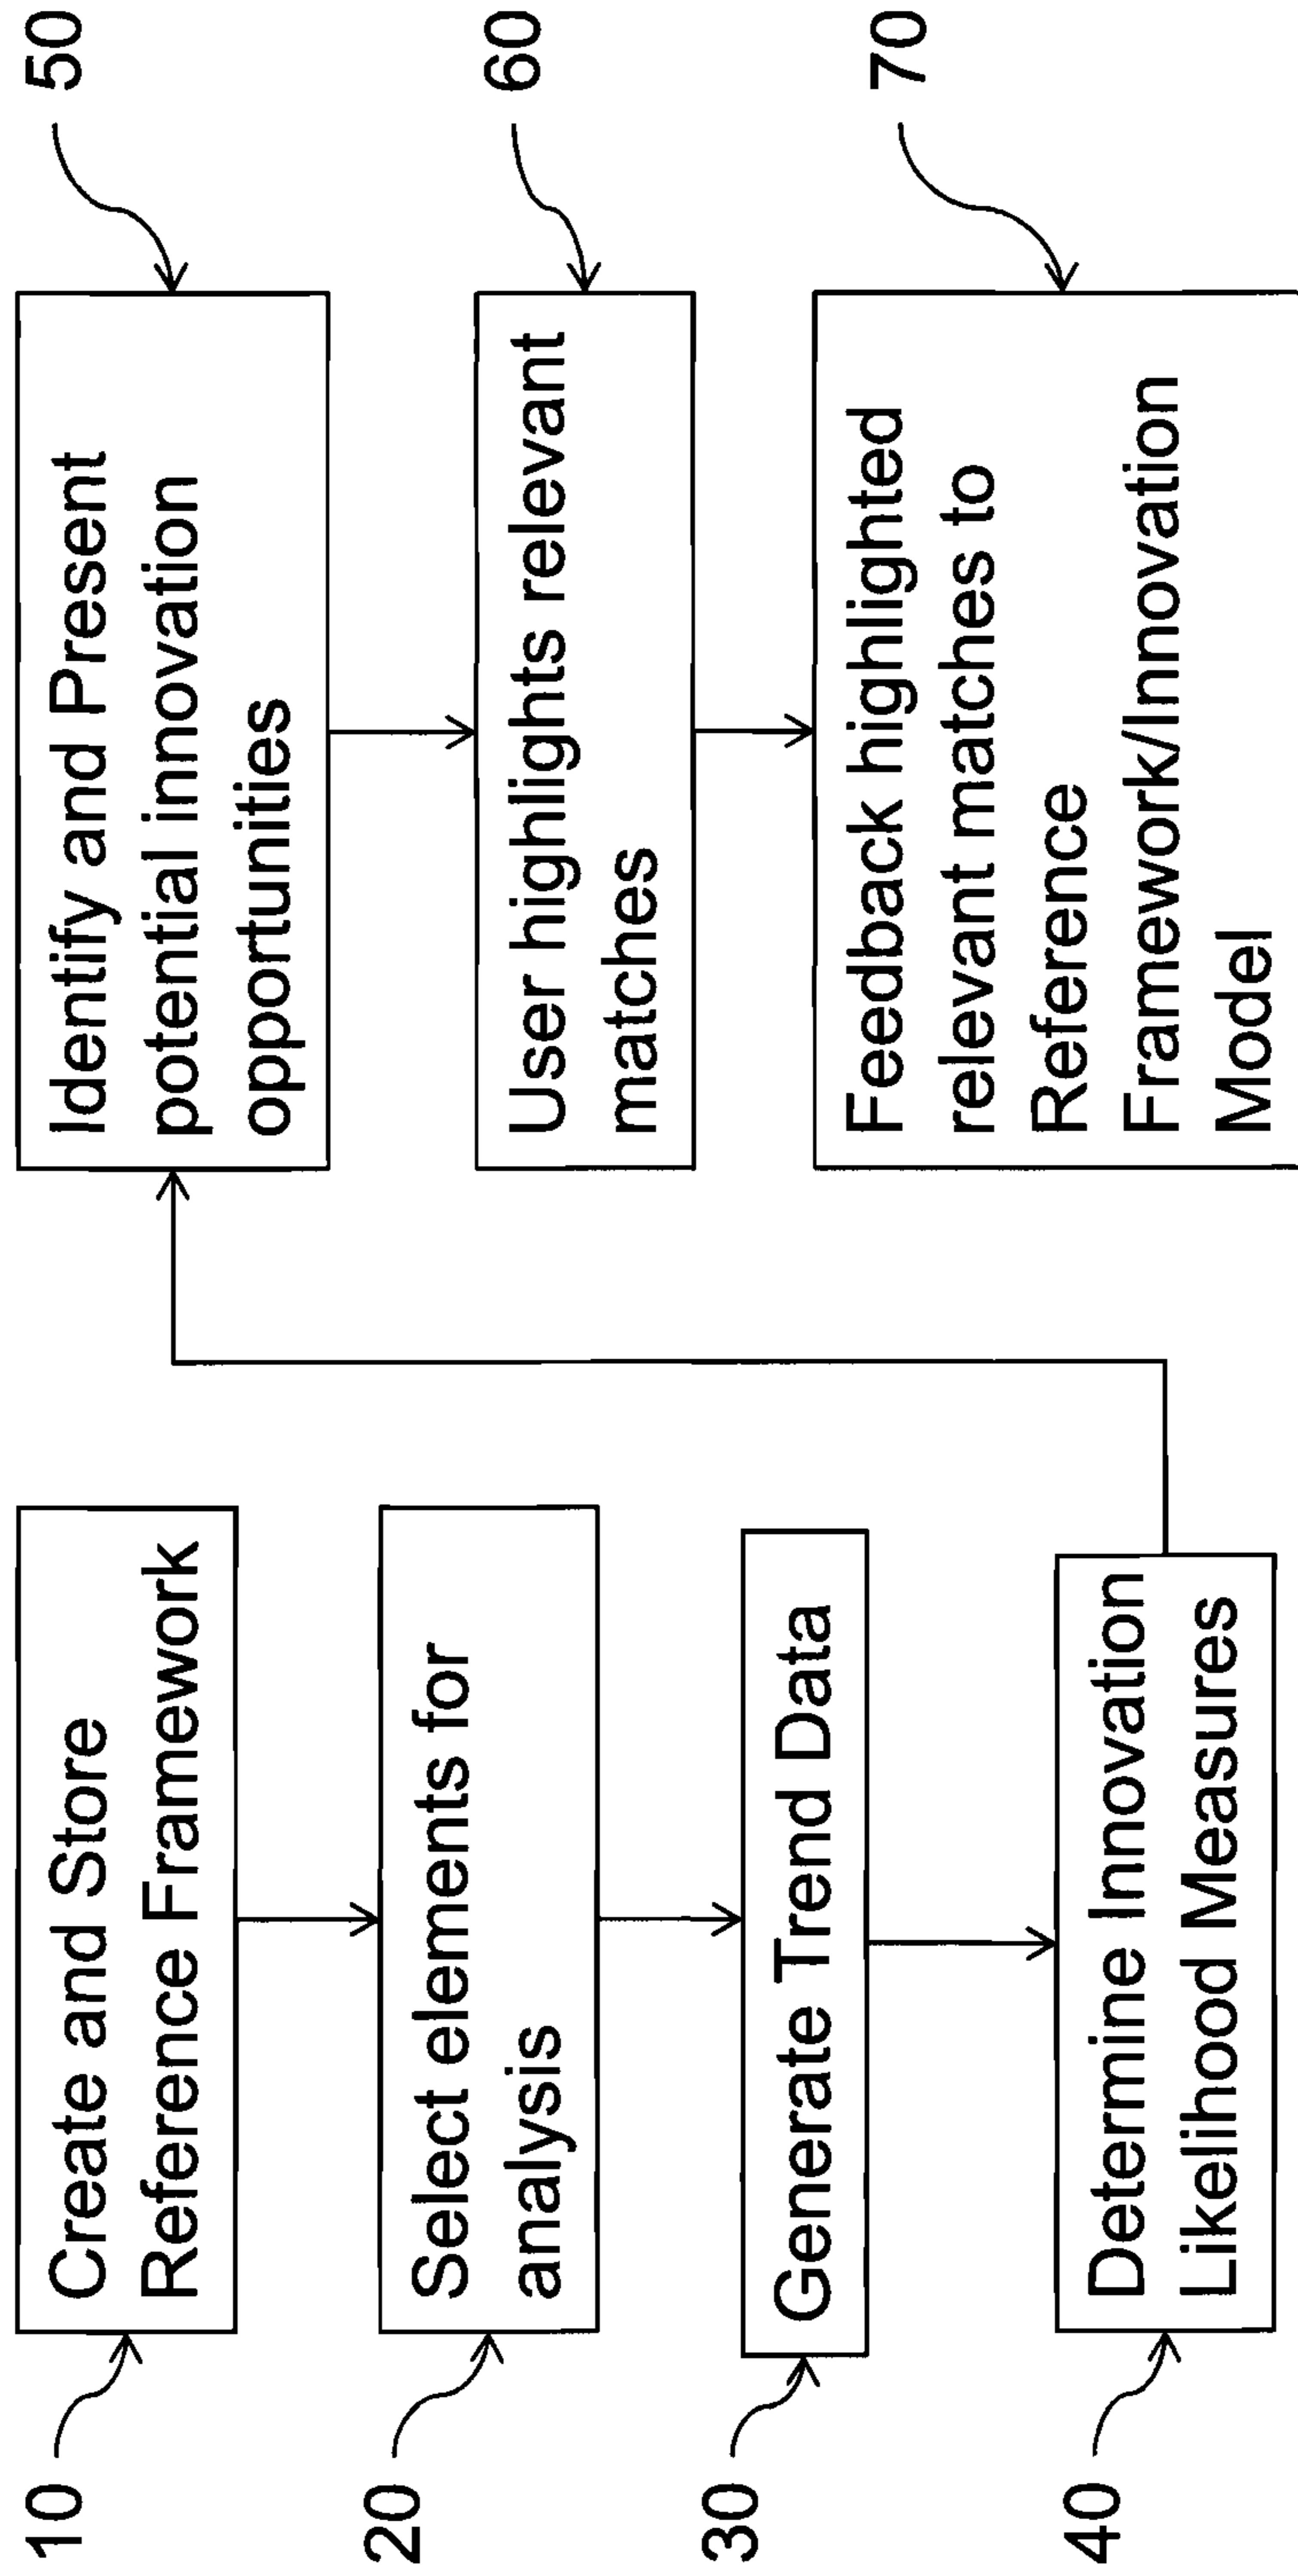 10
Create and Store
Reference Framework
20
Select elements for
analysis
30
Generate Trend Data
40
Determine Innovation
Likelihood Measures
Identify and Present
potential innovation
opportunities
50
User highlights relevant
matches
60
Feedback highlighted
relevant matches to
Reference
Framework/Innovation
Model
70